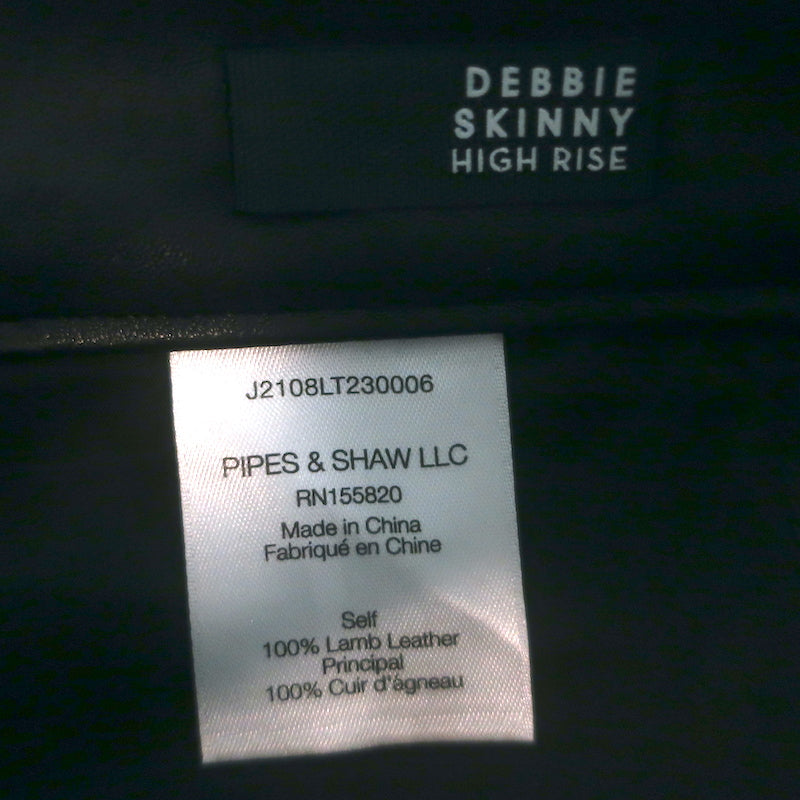 DEBBIE
SKINNY
HIGH RISE
J2108LT230006
PIPES & SHAW LLC
RN155820
Made in China
Fabriqué en Chine
Self
100% Lamb Leather
Principal
100% Cuir d'agneau